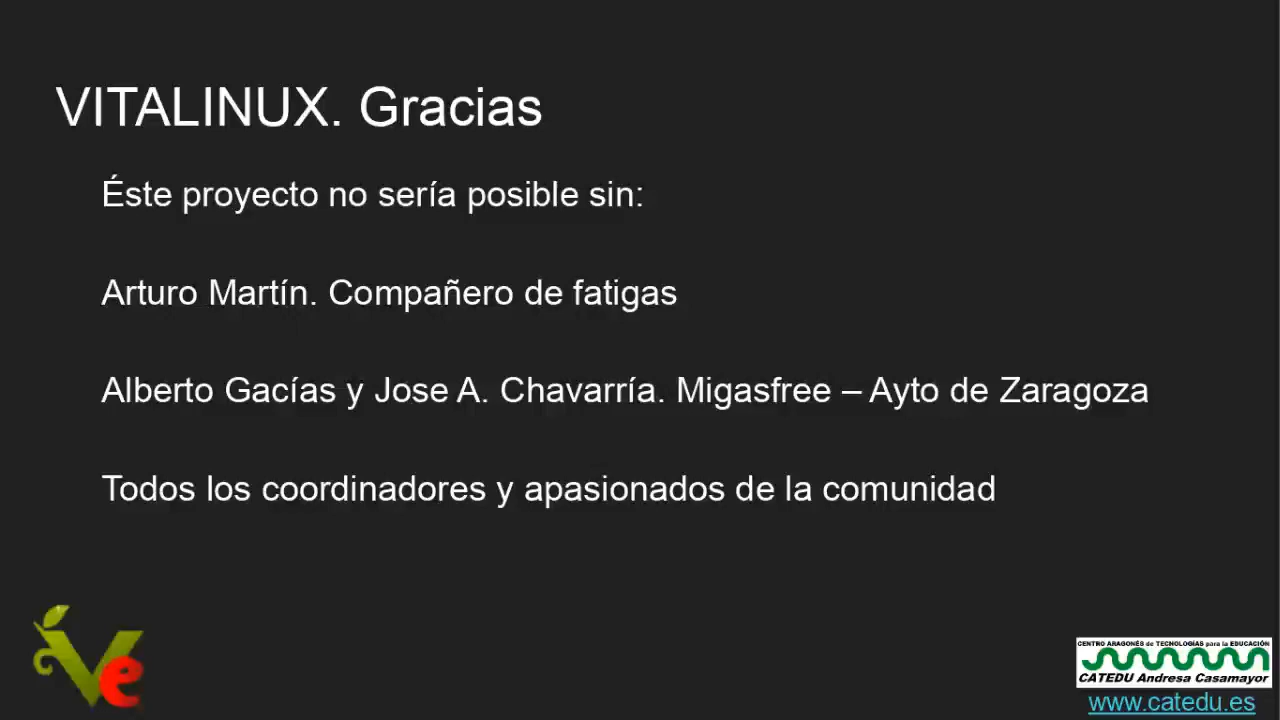 VITALINUX. Gracias
Éste proyecto no sería posible sin:
Arturo Martín. Compañero de fatigas
Alberto Gacías y Jose A. Chavarría. Migasfree – Ayto de Zaragoza
Todos los coordinadores y apasionados de la comunidad
Ve
CENTRO ARAGONÉS de TECNOLOGÍAS para la EDUCACIÓN
CATEDU Andresa Casamayor
www.catedu.es